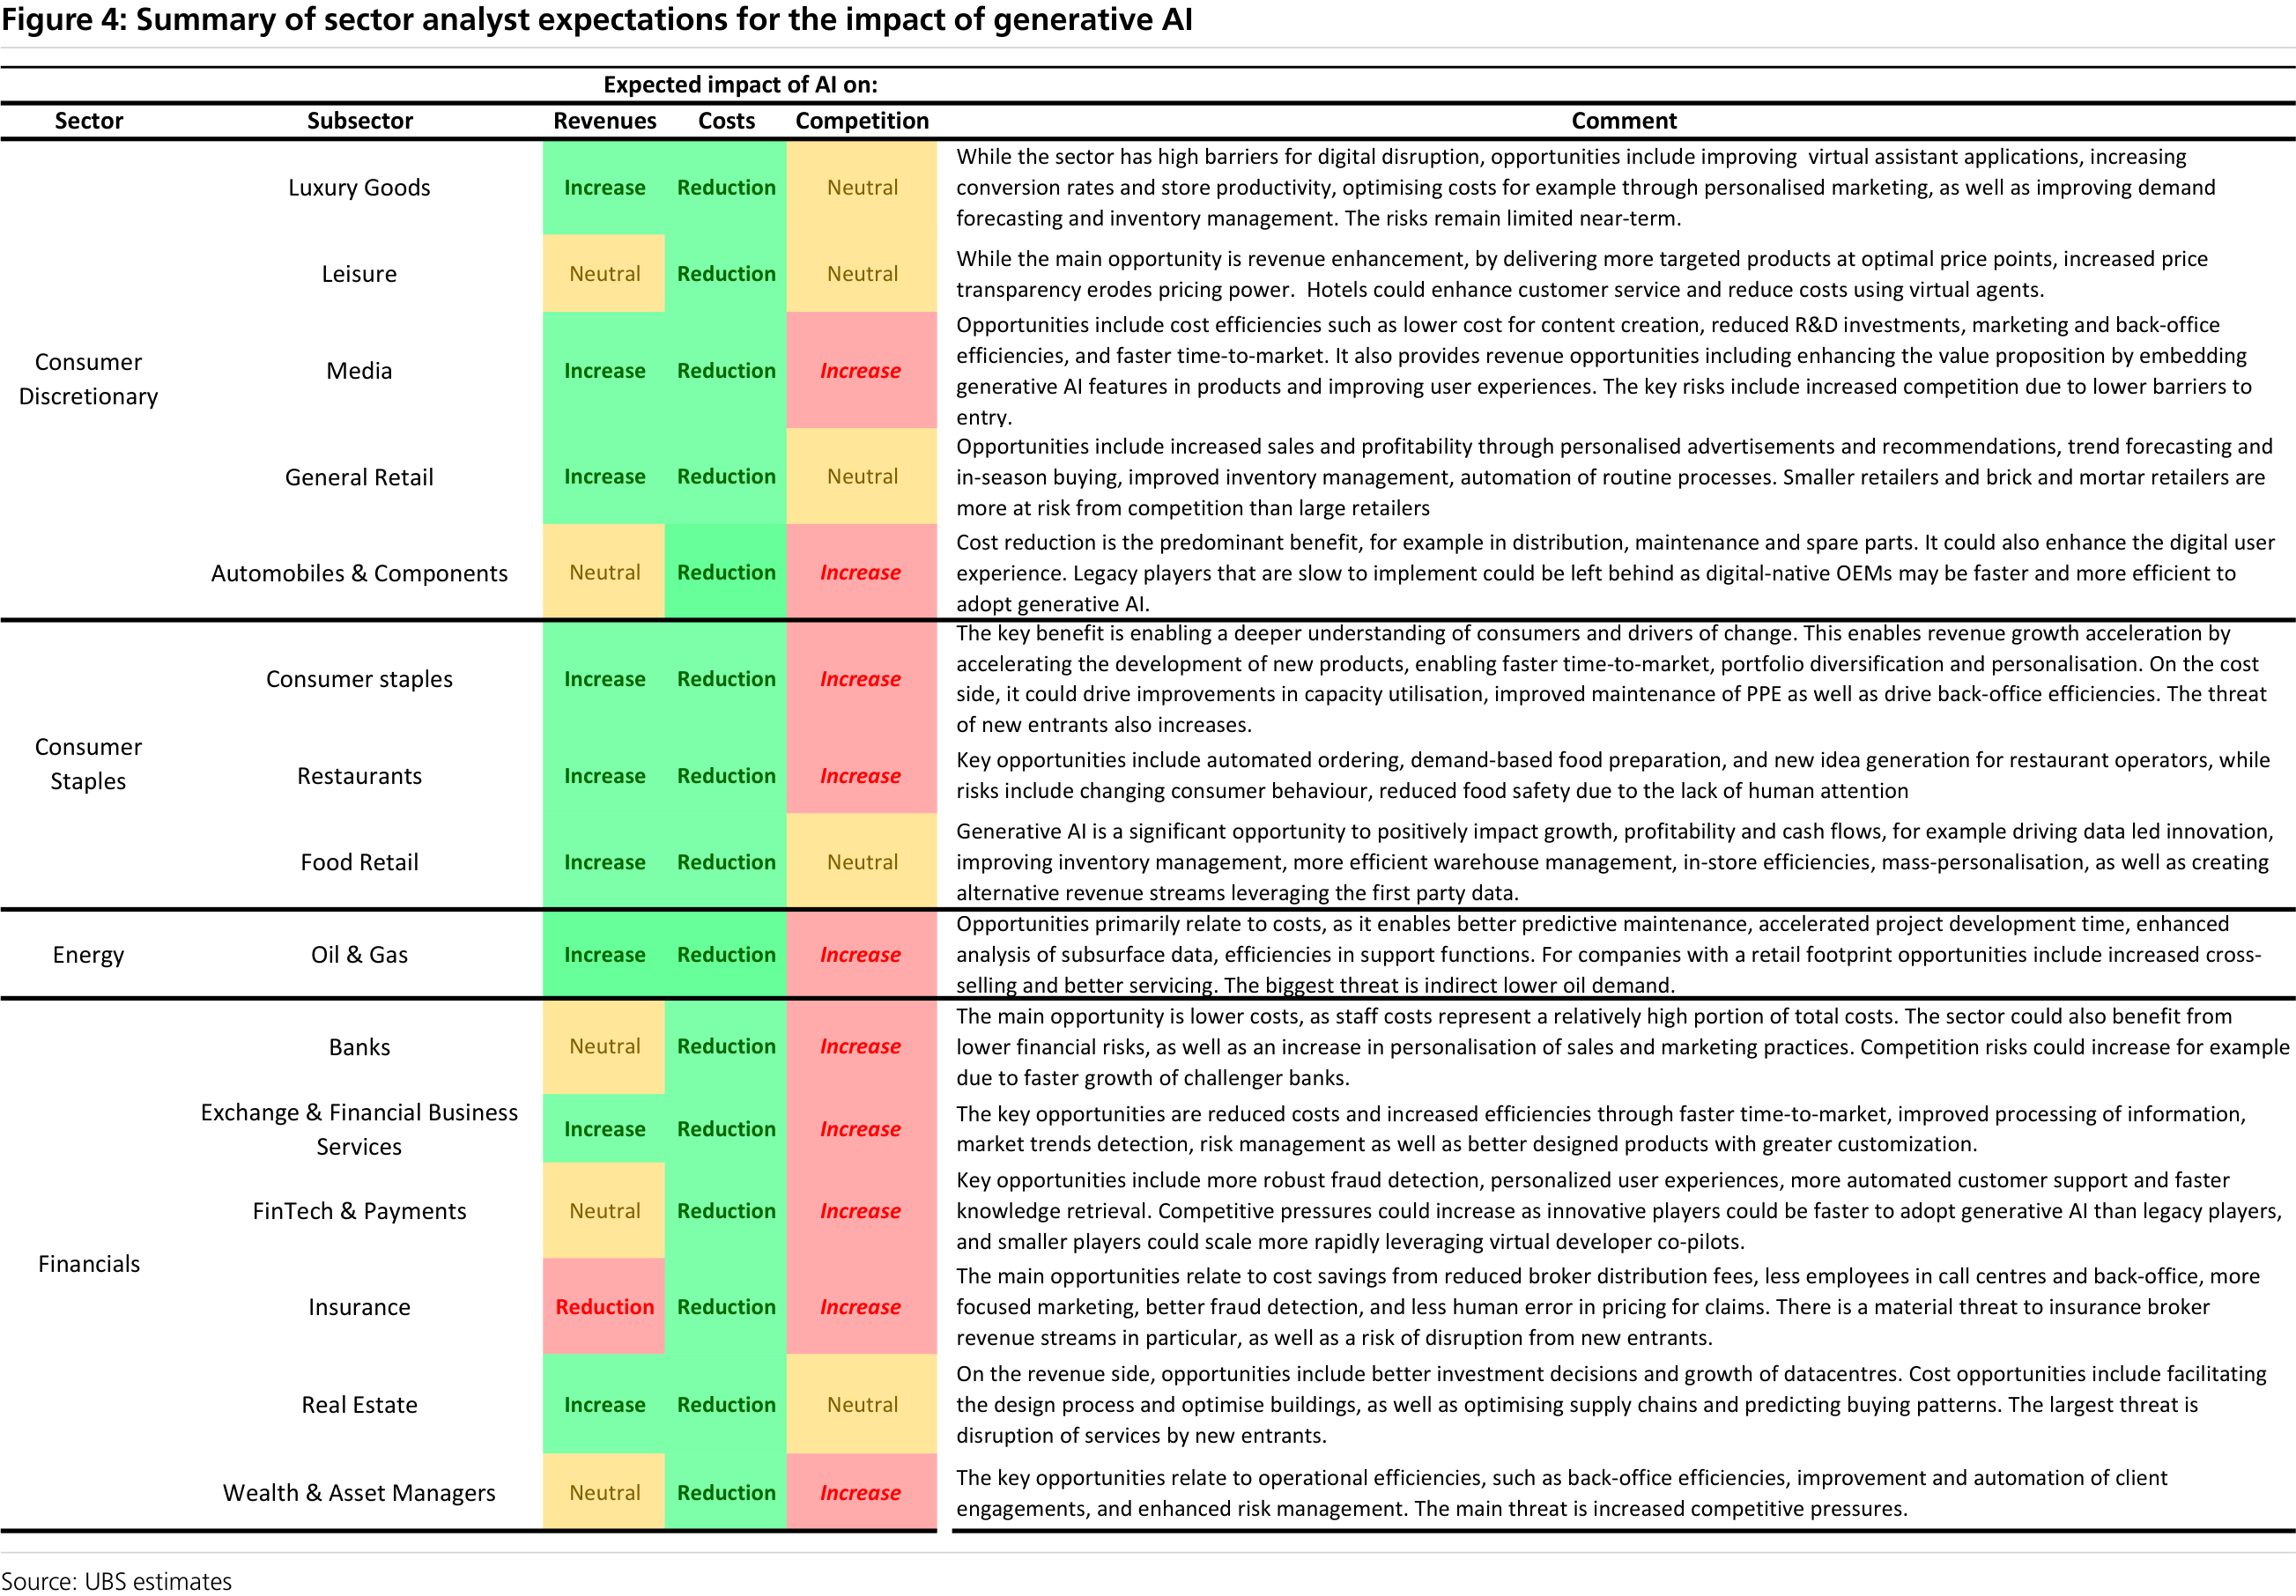 Figure 4: Summary of sector analyst expectations for the impact of generative AI
Expected impact of AI on:
Sector Subsector Revenues Costs Competition Comment
Consumer
Discretionary
Luxury Goods Increase Reduction Neutral
While the sector has high barriers for digital disruption, opportunities include improving virtual assistant applications, increasing
conversion rates and store productivity, optimising costs for example through personalised marketing, as well as improving demand
forecasting and inventory management. The risks remain limited near-term.
Leisure Neutral Reduction Neutral
While the main opportunity is revenue enhancement, by delivering more targeted products at optimal price points, increased price
transparency erodes pricing power. Hotels could enhance customer service and reduce costs using virtual agents.
Media Increase Reduction Increase
Opportunities include cost efficiencies such as lower cost for content creation, reduced R&D investments, marketing and back-office
efficiencies, and faster time-to-market. It also provides revenue opportunities including enhancing the value proposition by embedding
generative AI features in products and improving user experiences. The key risks include increased competition due to lower barriers to
entry.
General Retail Increase Reduction Neutral
Opportunities include increased sales and profitability through personalised advertisements and recommendations, trend forecasting and
in-season buying, improved inventory management, automation of routine processes. Smaller retailers and brick and mortar retailers are
more at risk from competition than large retailers
Automobiles & Components Neutral Reduction Increase
Cost reduction is the predominant benefit, for example in distribution, maintenance and spare parts. It could also enhance the digital user
experience. Legacy players that are slow to implement could be left behind as digital-native OEMs may be faster and more efficient to
adopt generative AI.
Consumer
Staples
Consumer staples Increase Reduction Increase
The key benefit is enabling a deeper understanding of consumers and drivers of change. This enables revenue growth acceleration by
accelerating the development of new products, enabling faster time-to-market, portfolio diversification and personalisation. On the cost
side, it could drive improvements in capacity utilisation, improved maintenance of PPE as well as drive back-office efficiencies. The threat
of new entrants also increases.
Restaurants Increase Reduction Increase
Key opportunities include automated ordering, demand-based food preparation, and new idea generation for restaurant operators, while
risks include changing consumer behaviour, reduced food safety due to the lack of human attention
Food Retail Increase Reduction Neutral
Generative AI is a significant opportunity to positively impact growth, profitability and cash flows, for example driving data led innovation,
improving inventory management, more efficient warehouse management, in-store efficiencies, mass-personalisation, as well as creating
alternative revenue streams leveraging the first party data.
Energy
Oil & Gas Increase Reduction Increase
Opportunities primarily relate to costs, as it enables better predictive maintenance, accelerated project development time, enhanced
analysis of subsurface data, efficiencies in support functions. For companies with a retail footprint opportunities include increased cross-
selling and better servicing. The biggest threat is indirect lower oil demand.
Financials
Banks Neutral Reduction Increase
The main opportunity is lower costs, as staff costs represent a relatively high portion of total costs. The sector could also benefit from
lower financial risks, as well as an increase in personalisation of sales and marketing practices. Competition risks could increase for example
due to faster growth of challenger banks.
Exchange & Financial Business
Services
Increase Reduction Increase
The key opportunities are reduced costs and increased efficiencies through faster time-to-market, improved processing of information,
market trends detection, risk management as well as better designed products with greater customization.
FinTech & Payments Neutral Reduction Increase
Key opportunities include more robust fraud detection, personalized user experiences, more automated customer support and faster
knowledge retrieval. Competitive pressures could increase as innovative players could be faster to adopt generative AI than legacy players,
and smaller players could scale more rapidly leveraging virtual developer co-pilots.
Insurance Reduction Reduction Increase
The main opportunities relate to cost savings from reduced broker distribution fees, less employees in call centres and back-office, more
focused marketing, better fraud detection, and less human error in pricing for claims. There is a material threat to insurance broker
revenue streams in particular, as well as a risk of disruption from new entrants.
Real Estate Increase Reduction Neutral
On the revenue side, opportunities include better investment decisions and growth of datacentres. Cost opportunities include facilitating
the design process and optimise buildings, as well as optimising supply chains and predicting buying patterns. The largest threat is
disruption of services by new entrants.
Wealth & Asset Managers Neutral Reduction Increase
The key opportunities relate to operational efficiencies, such as back-office efficiencies, improvement and automation of client
engagements, and enhanced risk management. The main threat is increased competitive pressures.
Source: UBS estimates